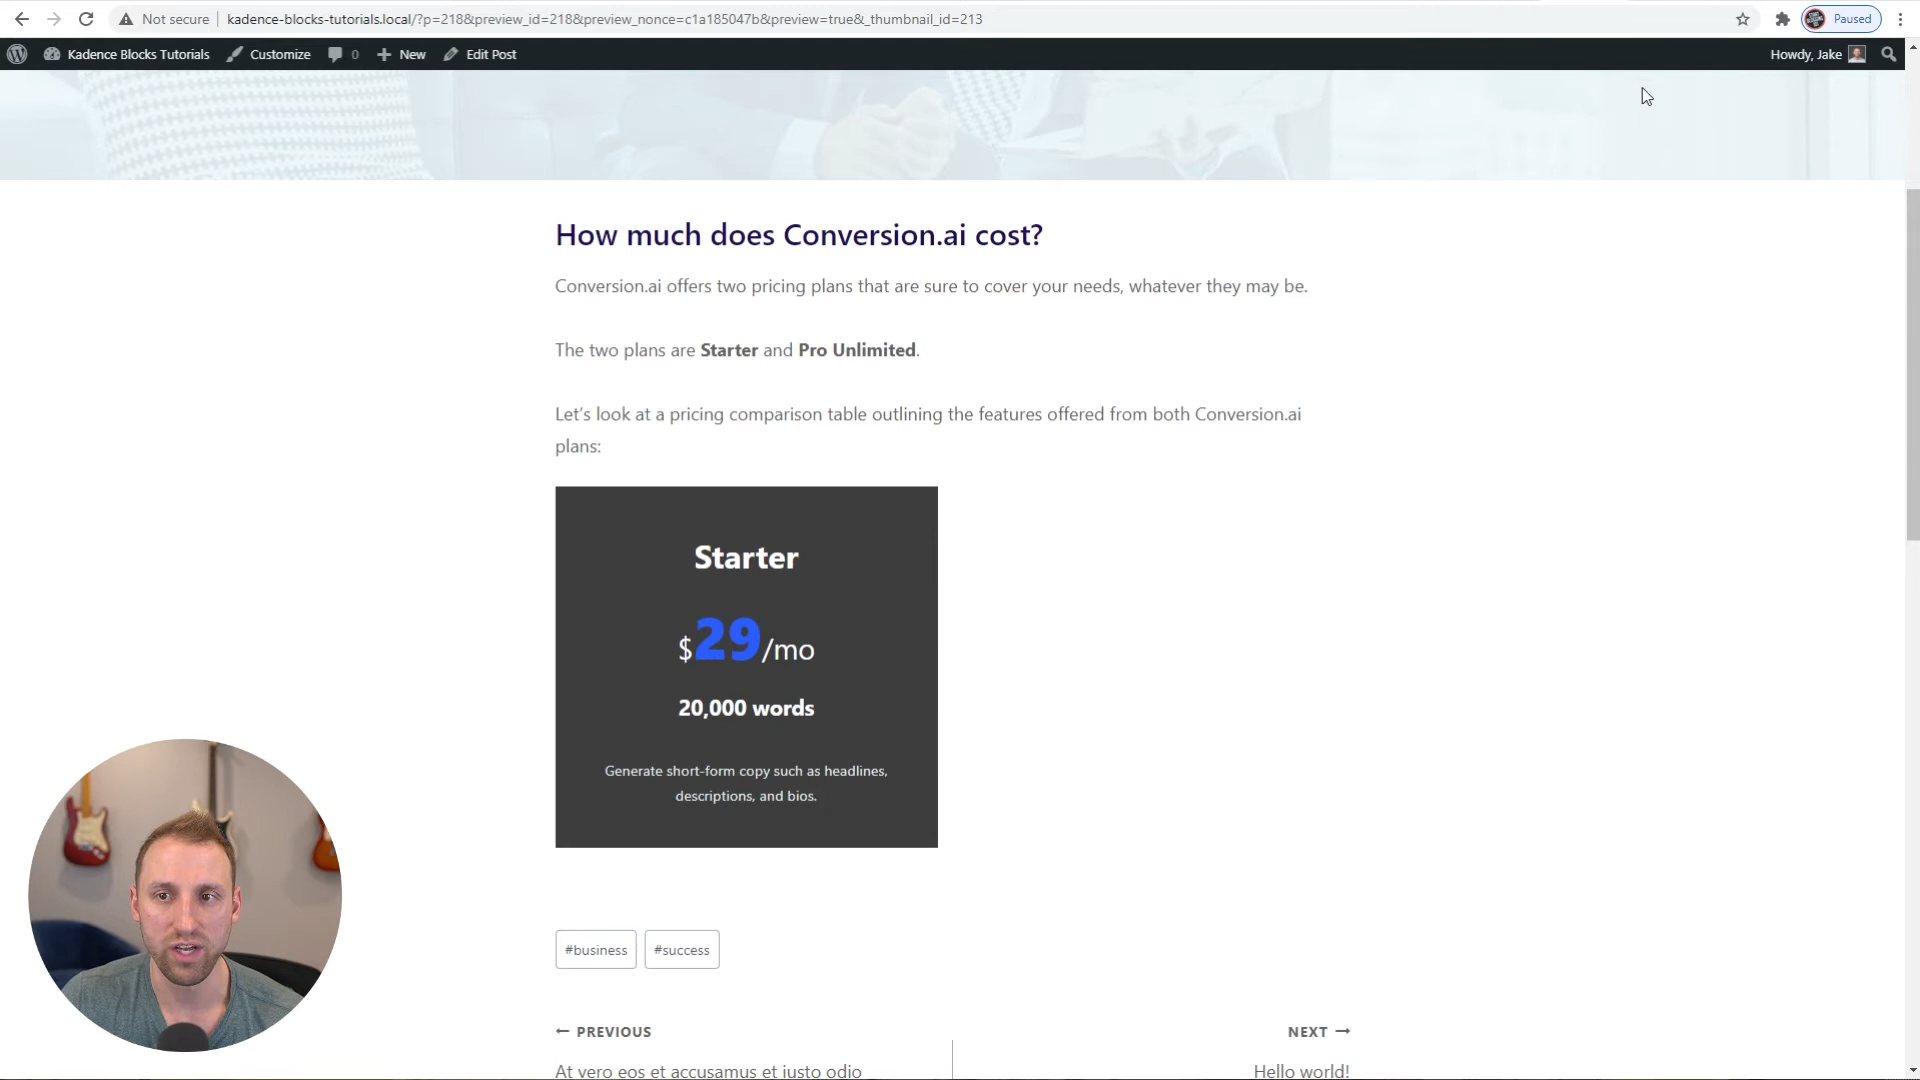 Not secure
kadence-blocks-tutorials.local/?p=218&preview_id=218&preview_nonce=c1a185047b&preview=true&_thumbnail_id=213
Paused
Kadence Blocks Tutorials
Customize
0
New
Edit Post
Howdy, Jake
How much does Conversion.ai cost?
Conversion.ai offers two pricing plans that are sure to cover your needs, whatever they may be.
The two plans are Starter and Pro Unlimited.
Let's look at a pricing comparison table outlining the features offered from both Conversion.ai
plans:
Starter
$29/mo
20,000 words
Generate short-form copy such as headlines,
descriptions, and bios.
#business
#success
← PREVIOUS
NEXT →
At vero eos et accusamus et iusto odio
Hello world!